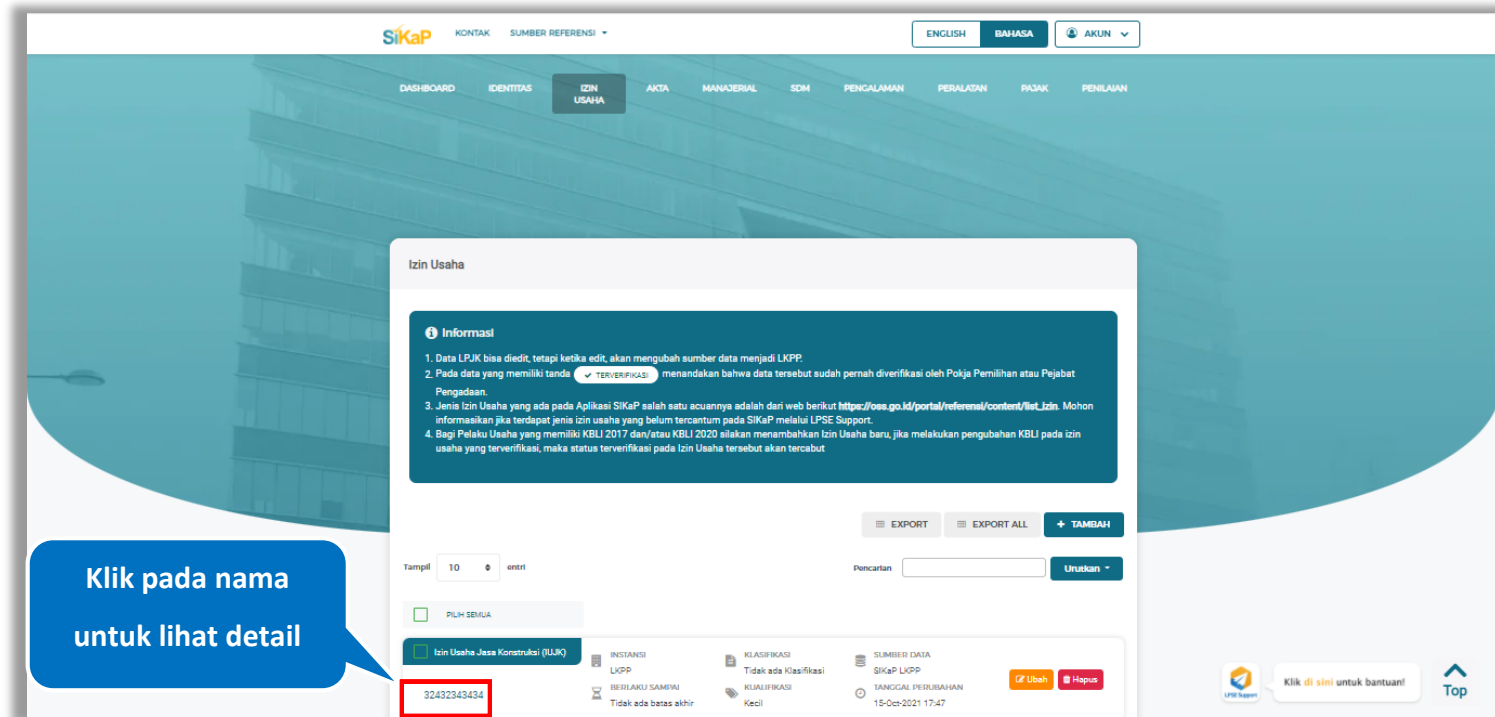 SiKaP
KONTAK
SUMBER REFERENSI
ENGLISH
BAHASA
AKUN
DASHBOARD
IDENTITAS
IZIN
USAHA
AKTA
MANAJERIAL
SDM
PENGALAMAN
PERALATAN
PAJAK
PENILAIAN
Izin Usaha
Informasi
1. Data LPJK bisa diedit, tetapi ketika edit, akan mengubah sumber data menjadi LKPP.
2. Pada data yang memiliki tanda TERVERIFIKASI menandakan bahwa data tersebut sudah pernah diverifikasi oleh Pokja Pemilihan atau Pejabat
Pengadaan.
3. Jenis Izin Usaha yang ada pada Aplikasi SIKaP salah satu acuannya adalah dari web berikut https://oss.go.id/portal/referensi/content/list_izin. Mohon
informasikan jika terdapat jenis izin usaha yang belum tercantum pada SIKaP melalui LPSE Support.
4. Bagi Pelaku Usaha yang memiliki KBLI 2017 dan/atau KBLI 2020 silakan menambahkan Izin Usaha baru, jika melakukan pengubahan KBLI pada izin
usaha yang terverifikasi, maka status terverifikasi pada Izin Usaha tersebut akan tercabut
EXPORT
EXPORT ALL
+ TAMBAH
Tampil 10 entri
Pencarian
Urutkan
PILIH SEMUA
Izin Usaha Jasa Konstruksi (IUJK)
32432343434
INSTANSI
LKPP
BERLAKU SAMPAI
Tidak ada batas akhir
KLASIFIKASI
Tidak ada Klasifikasi
KUALIFIKASI
Kecil
SUMBER DATA
SIKaP LKPP
TANGGAL PERUBAHAN
15-Oct-2021 17:47
Ubah
Hapus
Klik pada nama
untuk lihat detail
LPSE Support
Klik di sini untuk bantuan!
Top